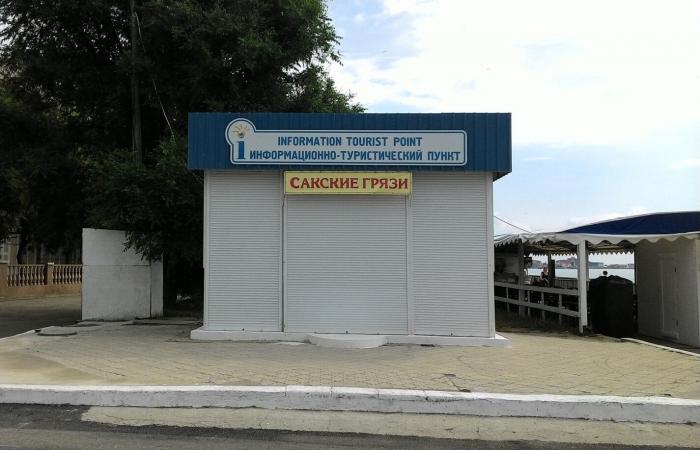 INFORMATION TOURIST POINT
i ИНФОРМАЦИОННО-ТУРИСТИЧЕСКИЙ ПУНКТ
САКСКИЕ ГРЯЗИ